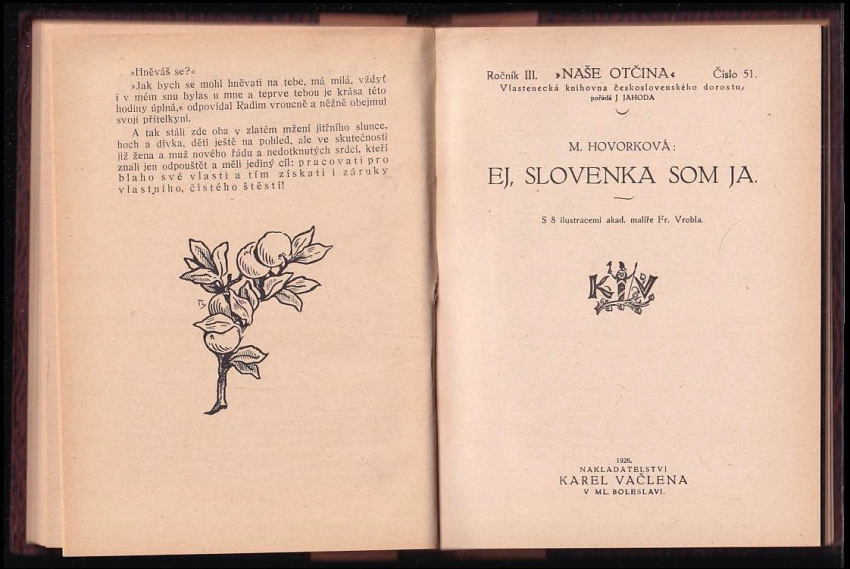 »Hněváš se?«
»Jak bych se mohl hněvati na tebe, má milá, vždyť
i v mém snu bylas u mne a teprve tebou je krása této
hodiny úplná,« odpovídal Radim vroucně a něžně obejmul
svoji přítelkyni.
A tak stáli zde oba v zlatém mžení jitřního slunce,
hoch a dívka, děti ještě na pohled, ale ve skutečnosti
již žena a muž nového řádu a nedotknutých srdcí, kteří
znali jen odpouštět a měli jediný cíl: pracovati pro
blaho své vlasti a tím získati i záruky
vlastního, čistého štěstí!
Ročník III. »NAŠE OTČINA« Číslo 51.
Vlastenecká knihovna československého dorostu,
pořádá J JAHODA
M. HOVORKOVÁ:
EJ, SLOVENKA SOM JA.
S 8 ilustracemi akad. malíře Fr. Vrobla.
K V
1926.
NAKLADATELSTVÍ
KAREL VAČLENA
V ML. BOLESLAVI.